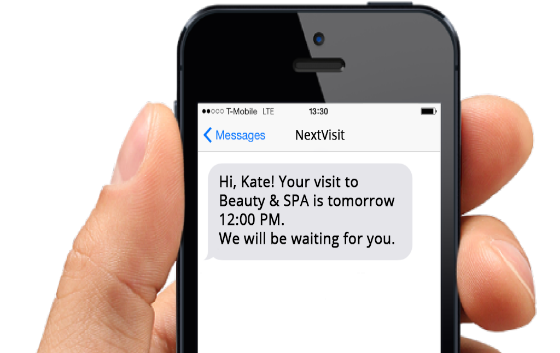 T-Mobile LTE 13:30
Messages NextVisit
Hi, Kate! Your visit to
Beauty & SPA is tomorrow
12:00 PM.
We will be waiting for you.